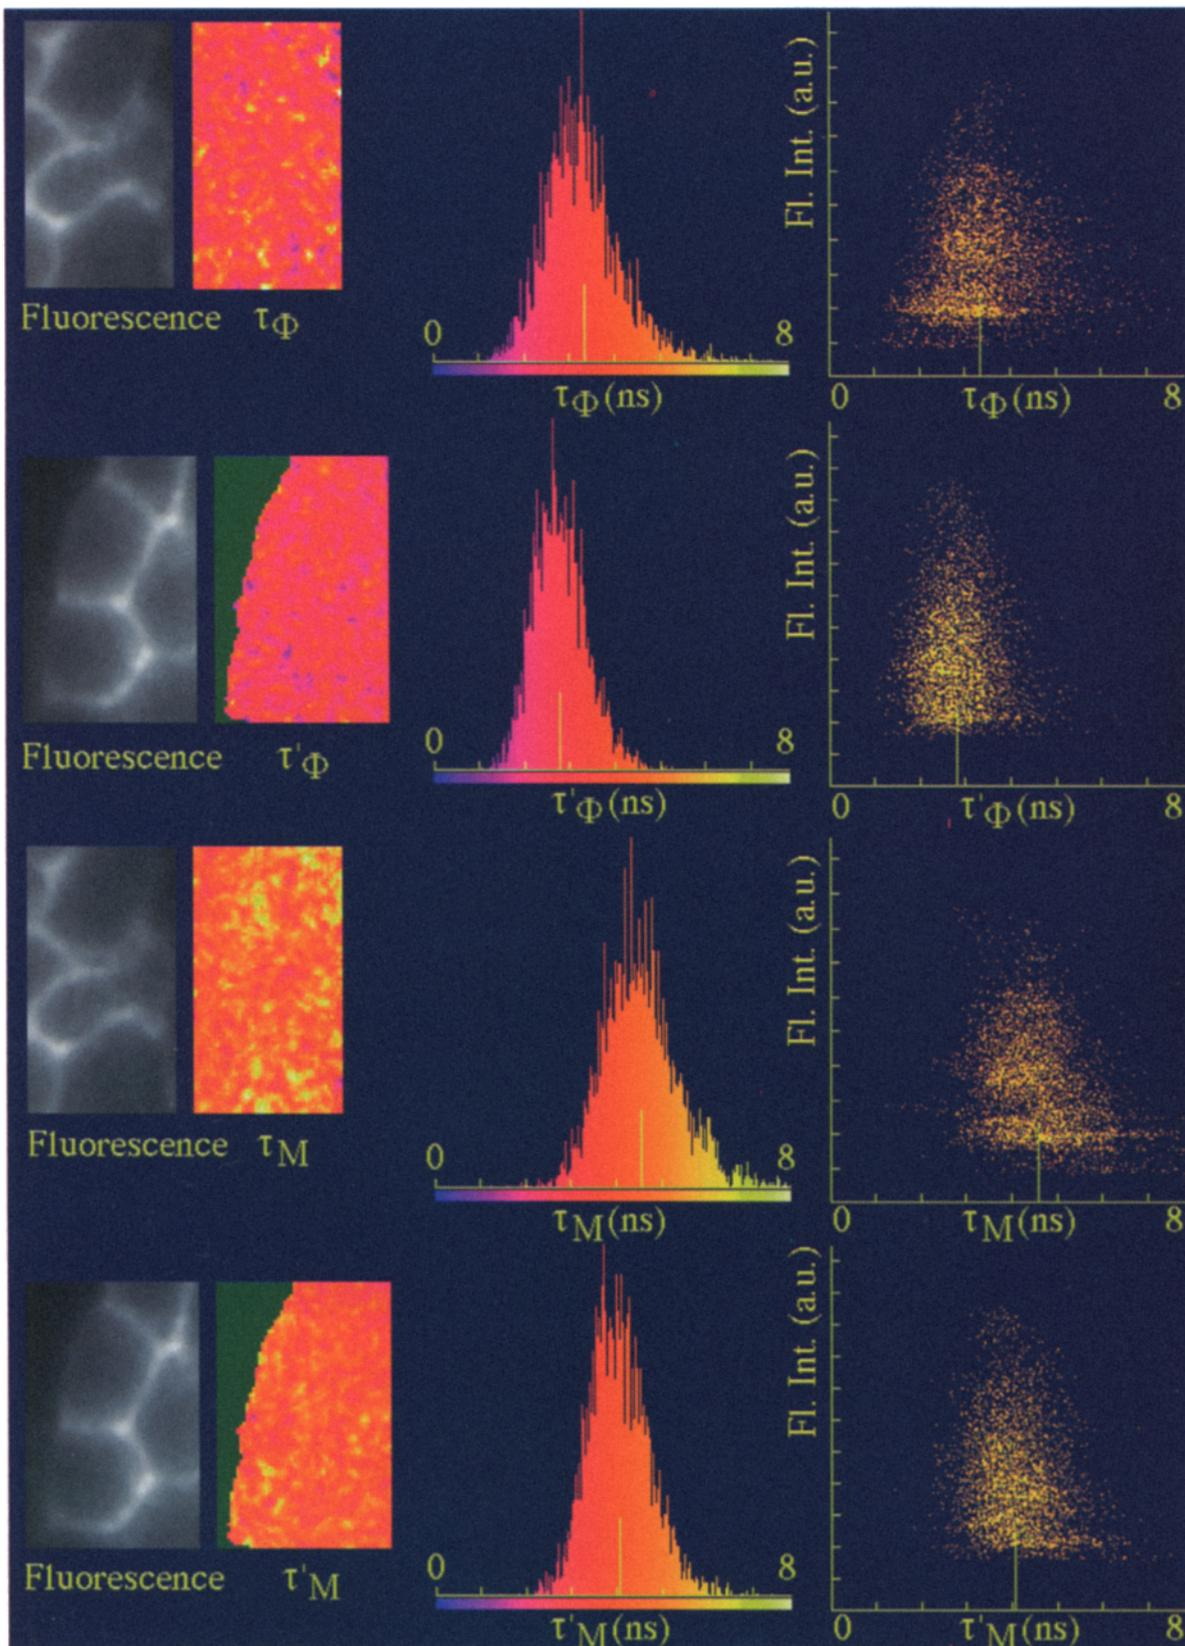 Fl. Int. (a.u.)
Fluorescence τΦ
0 8
τΦ(ns)
0 τΦ(ns) 8
Fl. Int. (a.u.)
Fluorescence τ'Φ
0 8
τ'Φ(ns)
0 τ'Φ(ns) 8
Fl. Int. (a.u.)
Fluorescence τM
0 8
τM(ns)
0 τM(ns) 8
Fl. Int. (a.u.)
Fluorescence τ'M
0 8
τ'M(ns)
0 τ'M(ns) 8